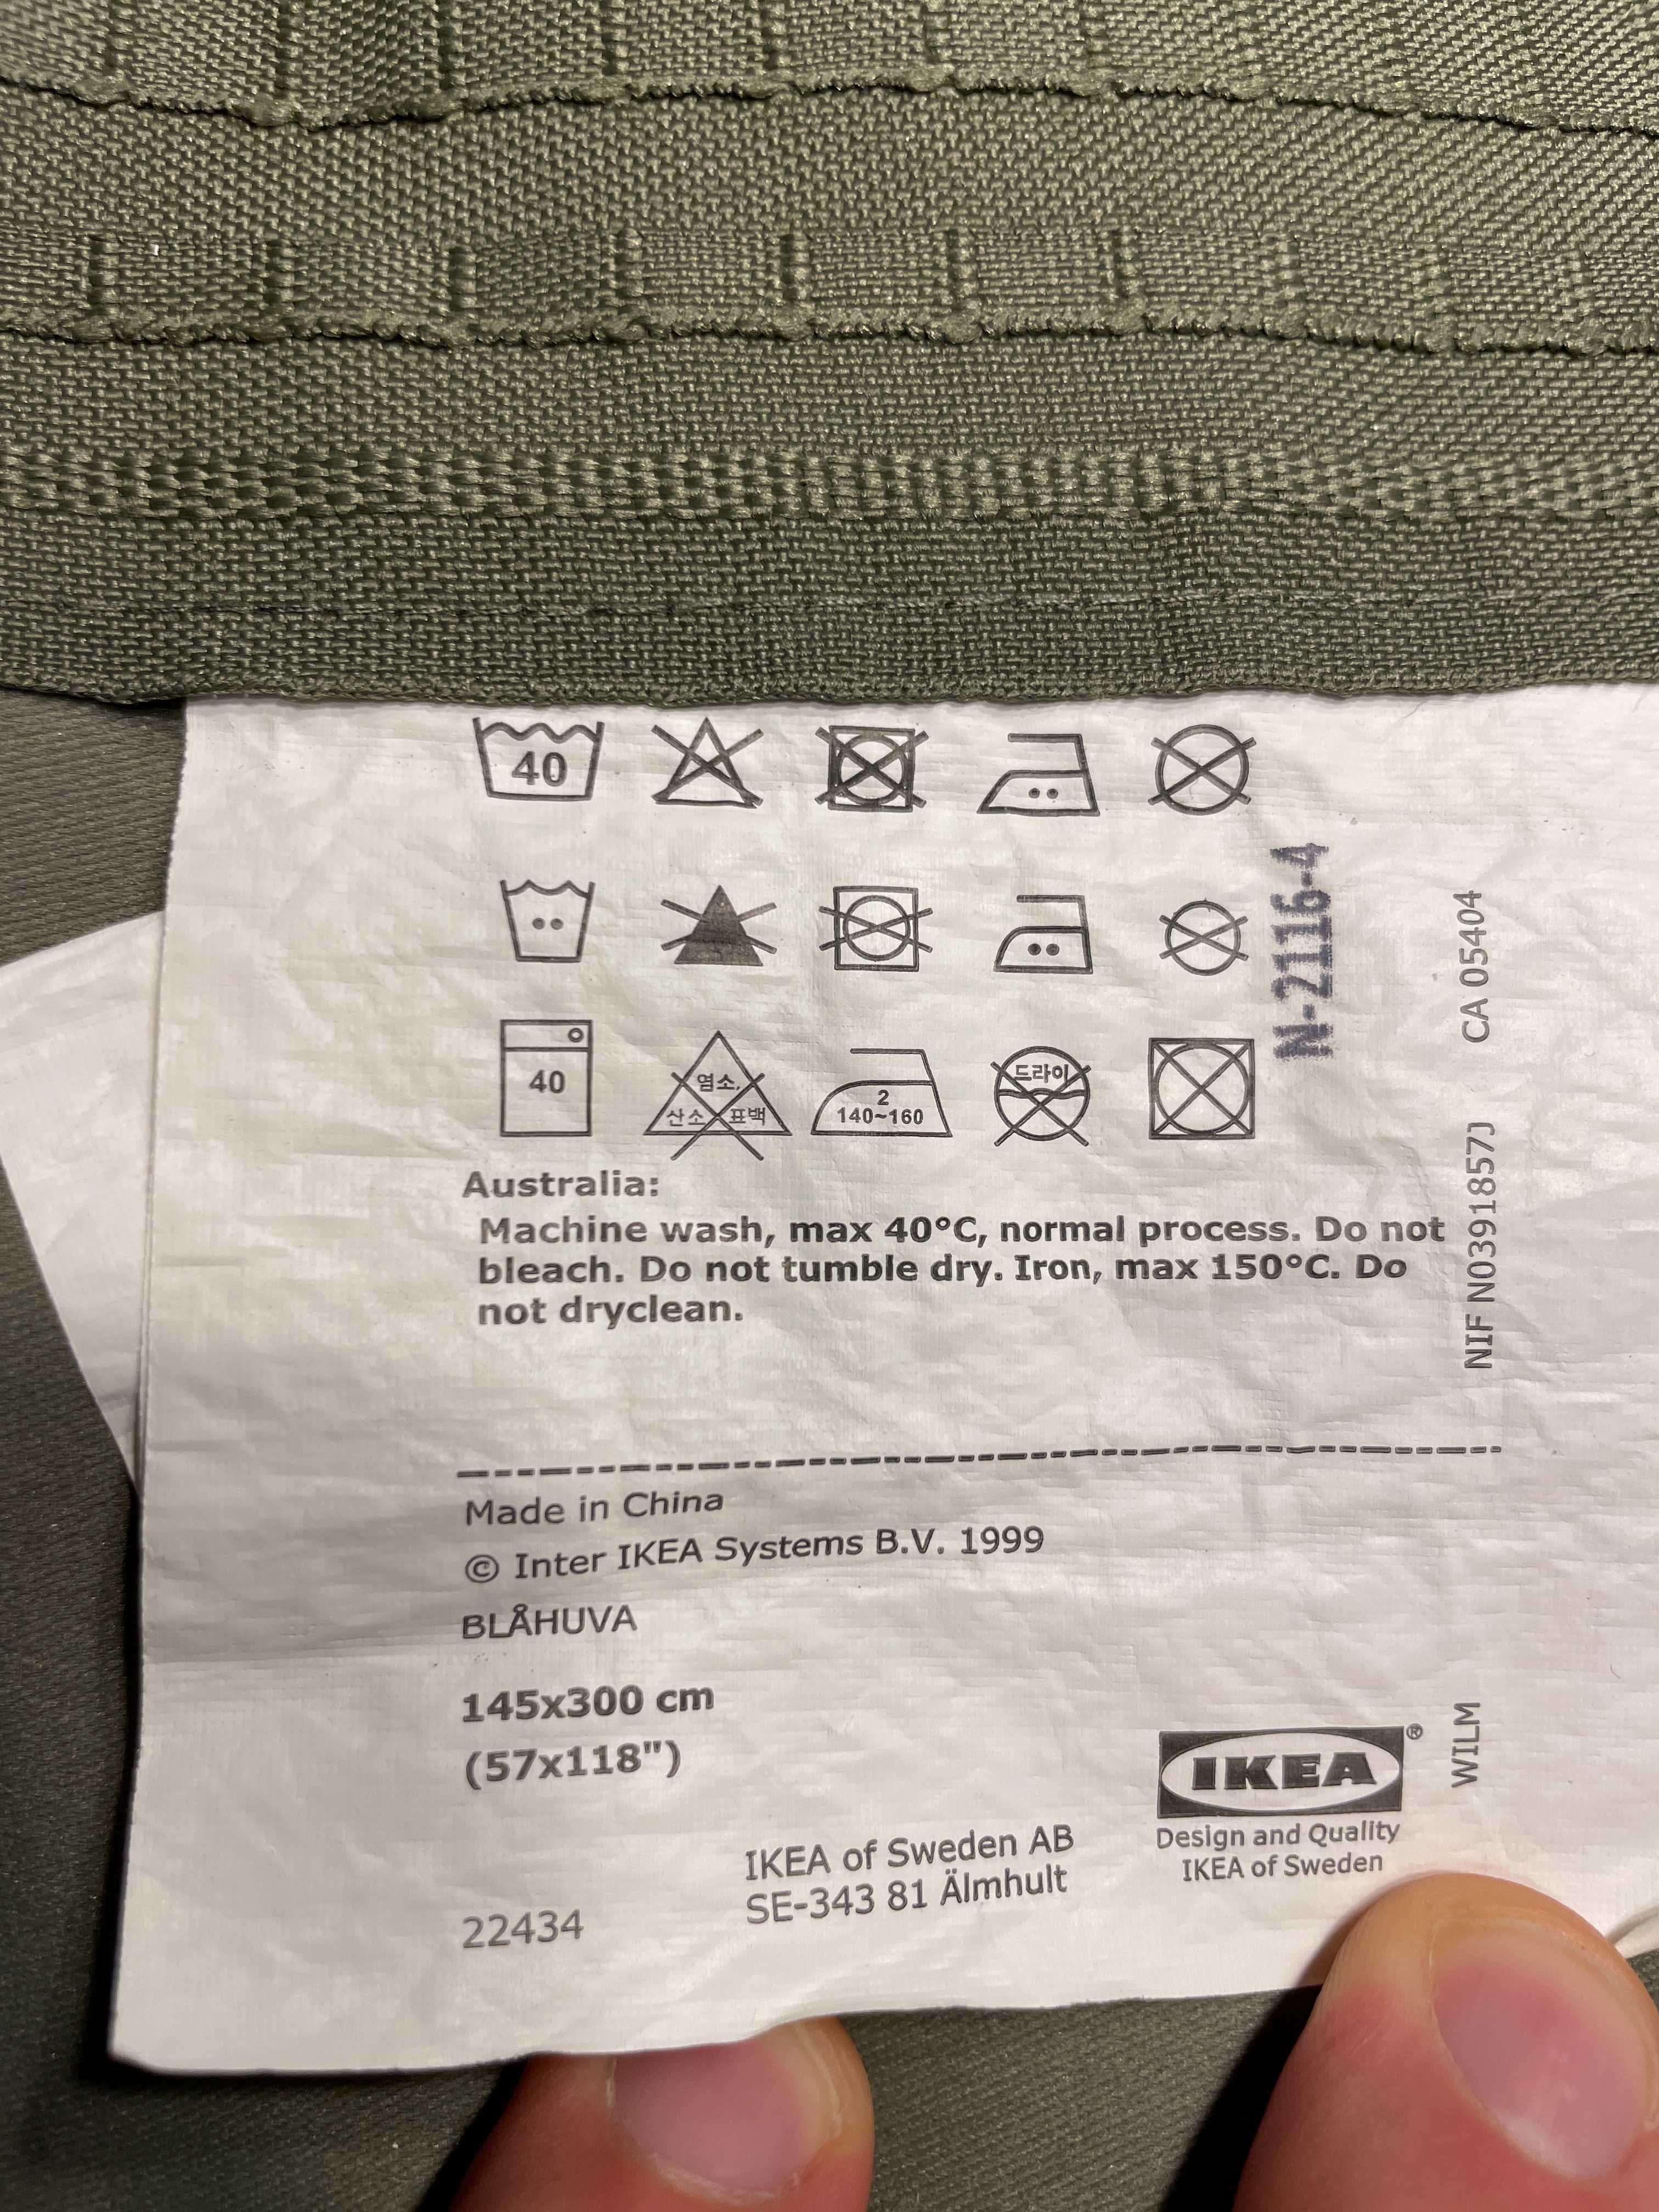 40
40
염소,
산소 표백
2
140~160
드라이
N-2116-4
CA 05404
NIF N0391857J
Australia:
Machine wash, max 40°C, normal process. Do not
bleach. Do not tumble dry. Iron, max 150°C. Do
not dryclean.
Made in China
© Inter IKEA Systems B.V. 1999
BLÅHUVA
145x300 cm
(57x118")
22434
IKEA of Sweden AB
SE-343 81 Älmhult
IKEA®
Design and Quality
IKEA of Sweden
WILM